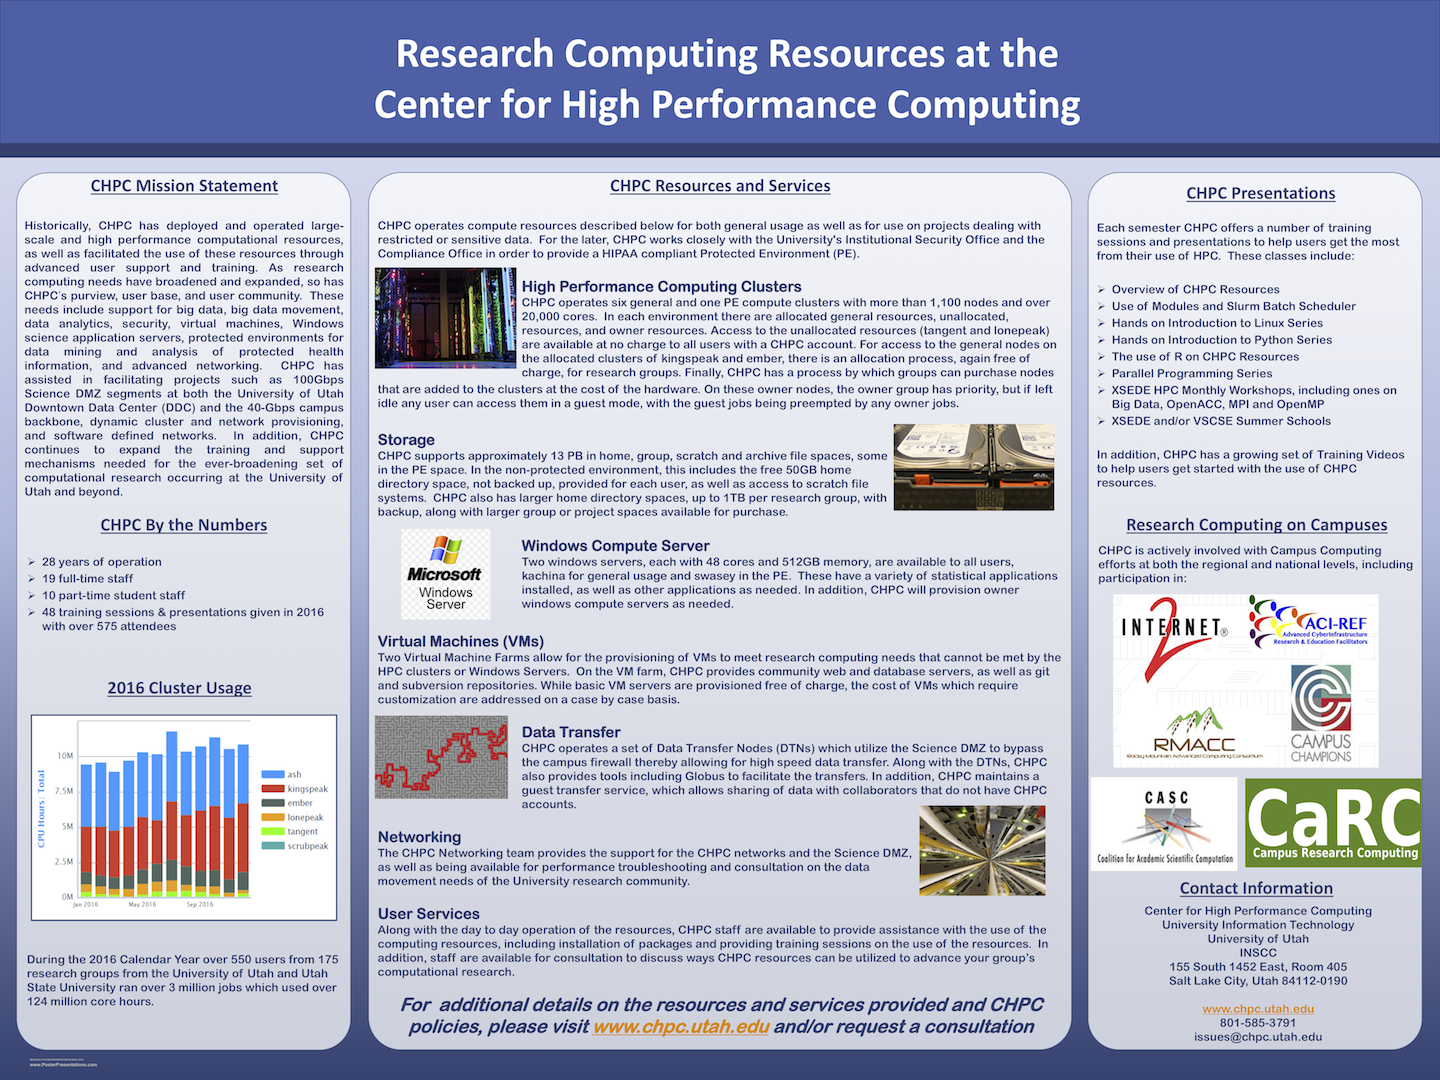 Research Computing Resources at the
Center for High Performance Computing
CHPC Mission Statement
Historically, CHPC has deployed and operated large-
scale and high performance computational resources,
as well as facilitated the use of these resources through
advanced user support and training. As research
computing needs have broadened and expanded, so has
CHPC's purview, user base, and user community. These
needs include support for big data, big data movement,
data analytics, security, virtual machines, Windows
science application servers, protected environments for
data mining and analysis of protected health
information, and advanced networking. CHPC has
assisted in facilitating projects such as 100Gbps
Science DMZ segments at both the University of Utah
Downtown Data Center (DDC) and the 40-Gbps campus
backbone, dynamic cluster and network provisioning,
and software defined networks. In addition, CHPC
continues to expand the training and support
mechanisms needed for the ever-broadening set of
computational research occurring at the University of
Utah and beyond.
CHPC By the Numbers
➢ 28 years of operation
➢ 19 full-time staff
➢ 10 part-time student staff
➢ 48 training sessions & presentations given in 2016
with over 575 attendees
2016 Cluster Usage
CPU Hours: Total
10M
7.5M
5M
2.5M
0M
Jan 2016 May 2016 Sep 2016
ash
kingspeak
ember
lonepeak
tangent
scrubpeak
During the 2016 Calendar Year over 550 users from 175
research groups from the University of Utah and Utah
State University ran over 3 million jobs which used over
124 million core hours.
www.PosterPresentations.com
CHPC Resources and Services
CHPC operates compute resources described below for both general usage as well as for use on projects dealing with
restricted or sensitive data. For the later, CHPC works closely with the University's Institutional Security Office and the
Compliance Office in order to provide a HIPAA compliant Protected Environment (PE).
High Performance Computing Clusters
CHPC operates six general and one PE compute clusters with more than 1,100 nodes and over
20,000 cores. In each environment there are allocated general resources, unallocated,
resources, and owner resources. Access to the unallocated resources (tangent and lonepeak)
are available at no charge to all users with a CHPC account. For access to the general nodes on
the allocated clusters of kingspeak and ember, there is an allocation process, again free of
charge, for research groups. Finally, CHPC has a process by which groups can purchase nodes
that are added to the clusters at the cost of the hardware. On these owner nodes, the owner group has priority, but if left
idle any user can access them in a guest mode, with the guest jobs being preempted by any owner jobs.
Storage
CHPC supports approximately 13 PB in home, group, scratch and archive file spaces, some
in the PE space. In the non-protected environment, this includes the free 50GB home
directory space, not backed up, provided for each user, as well as access to scratch file
systems. CHPC also has larger home directory spaces, up to 1TB per research group, with
backup, along with larger group or project spaces available for purchase.
Microsoft
Windows
Server
Windows Compute Server
Two windows servers, each with 48 cores and 512GB memory, are available to all users,
kachina for general usage and swasey in the PE. These have a variety of statistical applications
installed, as well as other applications as needed. In addition, CHPC will provision owner
windows compute servers as needed.
Virtual Machines (VMs)
Two Virtual Machine Farms allow for the provisioning of VMs to meet research computing needs that cannot be met by the
HPC clusters or Windows Servers. On the VM farm, CHPC provides community web and database servers, as well as git
and subversion repositories. While basic VM servers are provisioned free of charge, the cost of VMs which require
customization are addressed on a case by case basis.
Data Transfer
CHPC operates a set of Data Transfer Nodes (DTNs) which utilize the Science DMZ to bypass
the campus firewall thereby allowing for high speed data transfer. Along with the DTNs, CHPC
also provides tools including Globus to facilitate the transfers. In addition, CHPC maintains a
guest transfer service, which allows sharing of data with collaborators that do not have CHPC
accounts.
Networking
The CHPC Networking team provides the support for the CHPC networks and the Science DMZ,
as well as being available for performance troubleshooting and consultation on the data
movement needs of the University research community.
User Services
Along with the day to day operation of the resources, CHPC staff are available to provide assistance with the use of the
computing resources, including installation of packages and providing training sessions on the use of the resources. In
addition, staff are available for consultation to discuss ways CHPC resources can be utilized to advance your group's
computational research.
For additional details on the resources and services provided and CHPC
policies, please visit www.chpc.utah.edu and/or request a consultation
CHPC Presentations
Each semester CHPC offers a number of training
sessions and presentations to help users get the most
from their use of HPC. These classes include:
➢ Overview of CHPC Resources
➢ Use of Modules and Slurm Batch Scheduler
➢ Hands on Introduction to Linux Series
➢ Hands on Introduction to Python Series
➢ The use of R on CHPC Resources
➢ Parallel Programming Series
➢ XSEDE HPC Monthly Workshops, including ones on
Big Data, OpenACC, MPI and OpenMP
➢ XSEDE and/or VSCSE Summer Schools
In addition, CHPC has a growing set of Training Videos
to help users get started with the use of CHPC
resources.
Research Computing on Campuses
CHPC is actively involved with Campus Computing
efforts at both the regional and national levels, including
participation in:
INTERNET2®
ACI-REF
Advanced CyberInfrastructure
Research & Education Facilitators
RMACC
Rocky Mountain Advanced Computing Consortium
CAMPUS
CHAMPIONS
CASC
Coalition for Academic Scientific Computation
CaRC
Campus Research Computing
Contact Information
Center for High Performance Computing
University Information Technology
University of Utah
INSCC
155 South 1452 East, Room 405
Salt Lake City, Utah 84112-0190
www.chpc.utah.edu
801-585-3791
issues@chpc.utah.edu